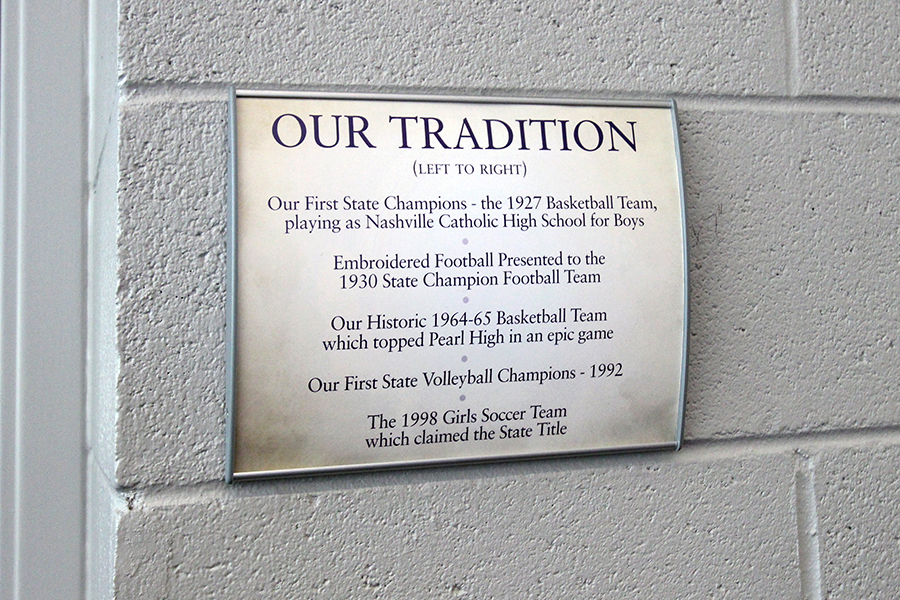 OUR TRADITION
(LEFT TO RIGHT)
Our First State Champions - the 1927 Basketball Team,
playing as Nashville Catholic High School for Boys
Embroidered Football Presented to the
1930 State Champion Football Team
Our Historic 1964-65 Basketball Team
which topped Pearl High in an epic game
Our First State Volleyball Champions - 1992
The 1998 Girls Soccer Team
which claimed the State Title